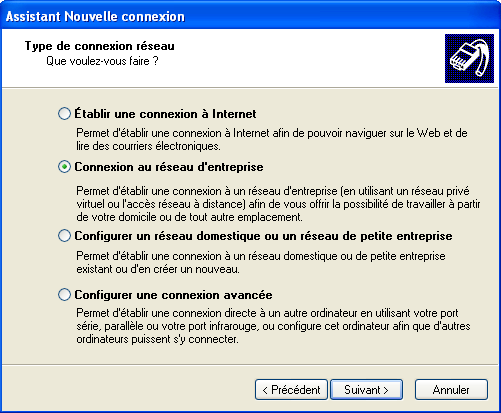 Assistant Nouvelle connexion
Type de connexion réseau
Que voulez-vous faire ?
Établir une connexion à Internet
Permet d'établir une connexion à Internet afin de pouvoir naviguer sur le Web et de
lire des courriers électroniques.
Connexion au réseau d'entreprise
Permet d'établir une connexion à un réseau d'entreprise (en utilisant un réseau privé
virtuel ou l'accès réseau à distance) afin de vous offrir la possibilité de travailler à partir
de votre domicile ou de tout autre emplacement.
Configurer un réseau domestique ou un réseau de petite entreprise
Permet d'établir une connexion à un réseau domestique ou de petite entreprise
existant ou d'en créer un nouveau.
Configurer une connexion avancée
Permet d'établir une connexion directe à un autre ordinateur en utilisant votre port
série, parallèle ou votre port infrarouge, ou configure cet ordinateur afin que d'autres
ordinateurs puissent s'y connecter.
< Précédent Suivant > Annuler